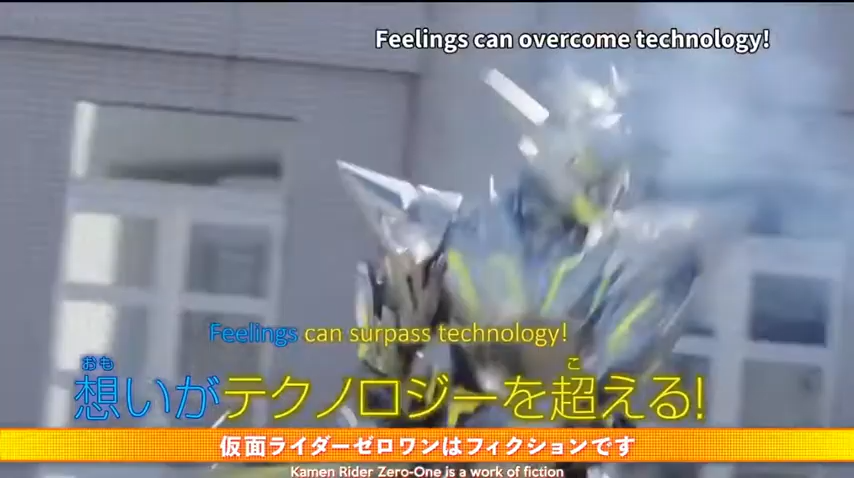 Feelings can overcome technology!
Feelings can surpass technology!
おも こ
想いがテクノロジーを超える!
仮面ライダーゼロワンはフィクションです
Kamen Rider Zero-One is a work of fiction